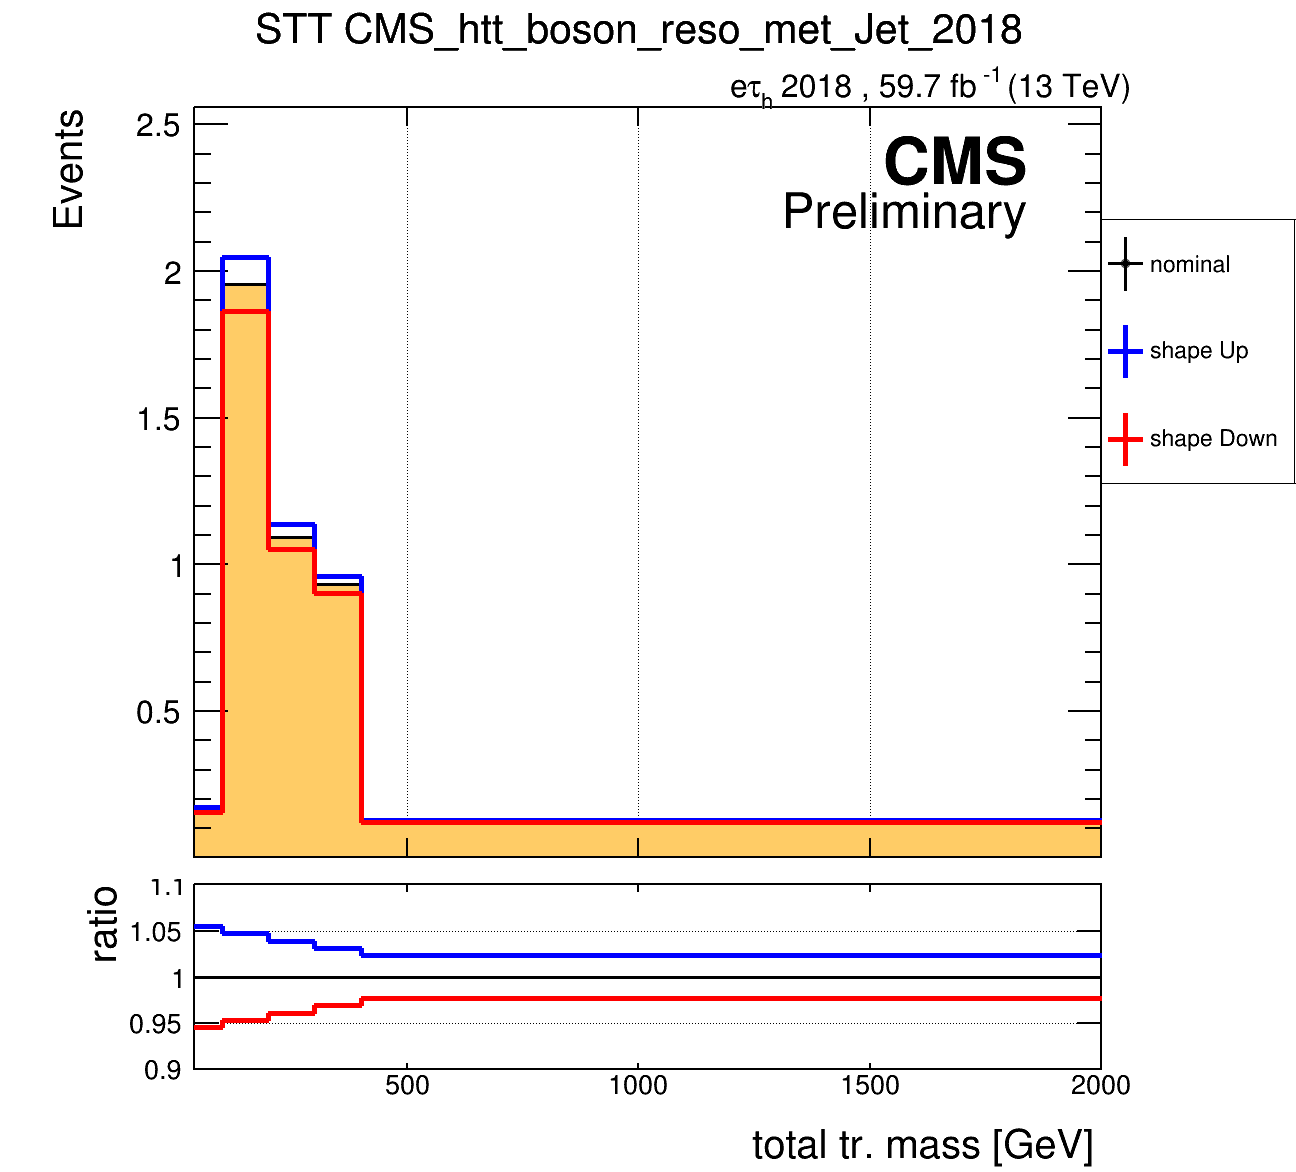 STT CMS_htt_boson_reso_met_Jet_2018
eτh 2018 , 59.7 fb -1 (13 TeV)
Events
2.5
2
1.5
1
0.5
CMS
Preliminary
nominal
shape Up
shape Down
ratio
1.1
1.05
1
0.95
0.9
500 1000 1500 2000
total tr. mass [GeV]